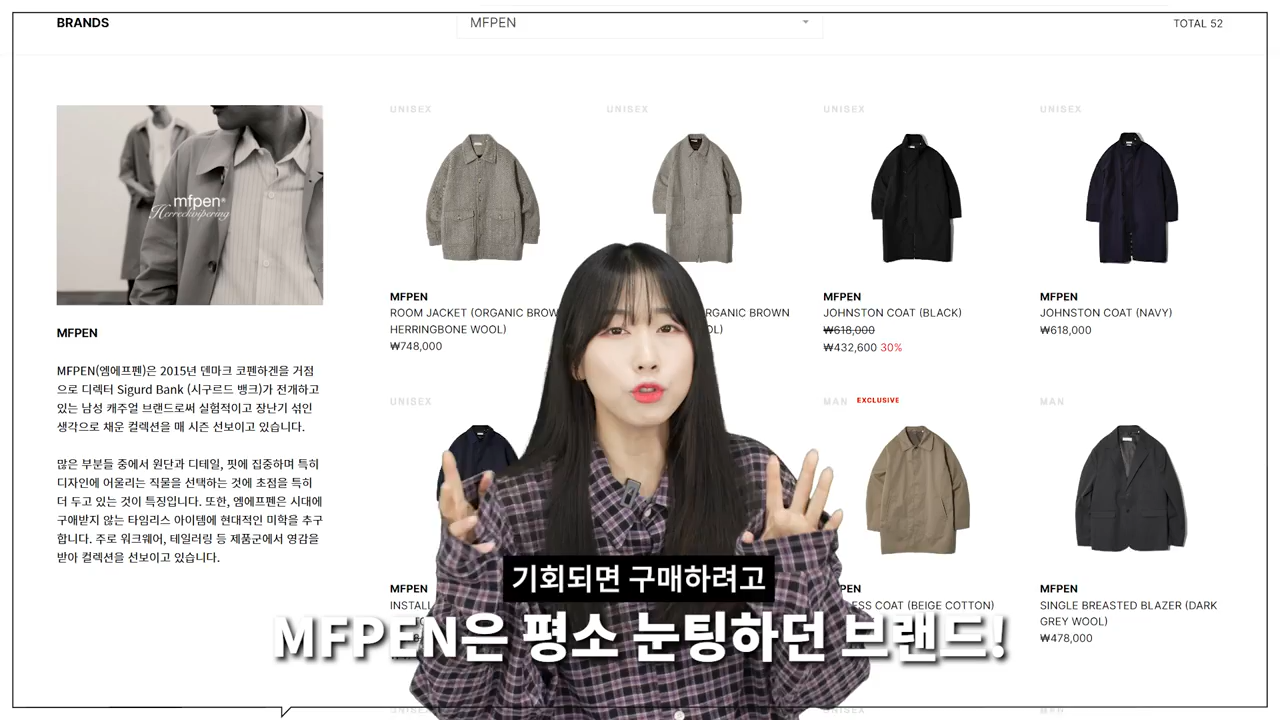 BRANDS
MFPEN
TOTAL 52
.mfpen®
Herreekvipering
MFPEN
MFPEN(엠에프펜)은 2015년 덴마크 코펜하겐을 거점
으로 디렉터 Sigurd Bank (시구르드 뱅크)가 전개하고
있는 남성 캐주얼 브랜드로써 실험적이고 장난기 섞인
생각으로 채운 컬렉션을 매 시즌 선보이고 있습니다.
많은 부분들 중에서 원단과 디테일, 핏에 집중하며 특히
디자인에 어울리는 직물을 선택하는 것에 초점을 특히
더 두고 있는 것이 특징입니다. 또한, 엠에프펜은 시대에
구애받지 않는 타임리스 아이템에 현대적인 미학을 추구
합니다. 주로 워크웨어, 테일러링 등 제품군에서 영감을
받아 컬렉션을 선보이고 있습니다.
UNISEX
MFPEN
ROOM JACKET (ORGANIC BROW
HERRINGBONE WOOL)
₩748,000
UNISEX
RGANIC BROWN
OL)
UNISEX
MFPEN
JOHNSTON COAT (BLACK)
₩618,000
₩432,600 30%
UNISEX
MFPEN
JOHNSTON COAT (NAVY)
₩618,000
UNISEX
MFPEN
INSTALL
MAN EXCLUSIVE
PEN
ESS COAT (BEIGE COTTON)
MAN
MFPEN
SINGLE BREASTED BLAZER (DARK
GREY WOOL)
₩478,000
기회되면 구매하려고
MFPEN은 평소 눈팅하던 브랜드!